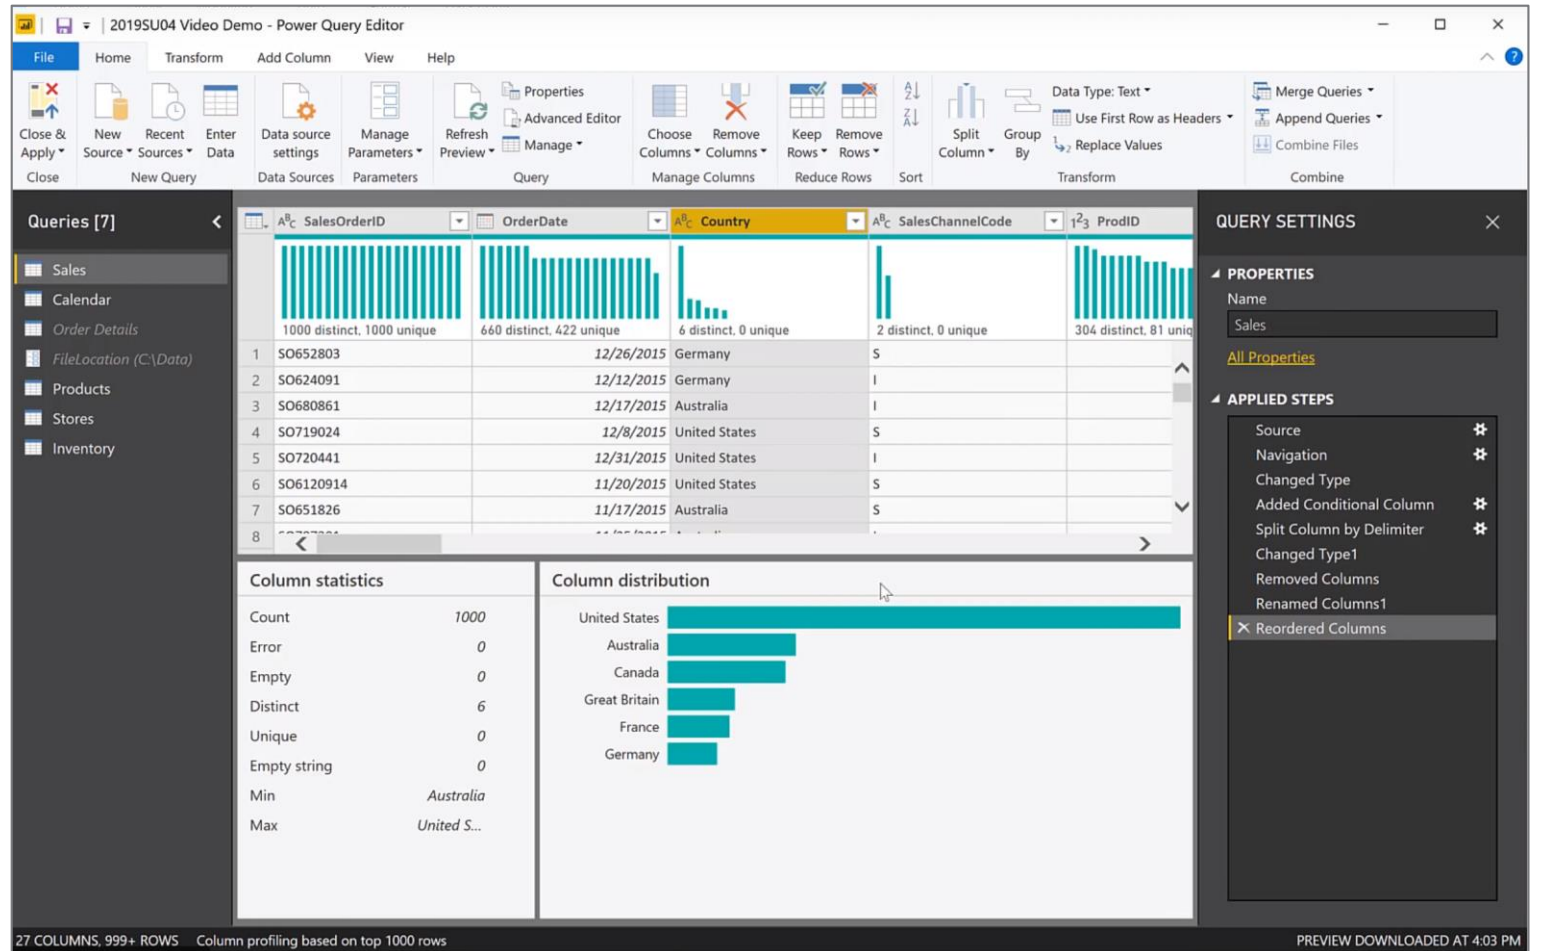 2019SU04 Video Demo - Power Query Editor
File Home Transform Add Column View Help
Close & Apply
New Source
Recent Sources
Enter Data
Data source settings
Manage Parameters
Refresh Preview
Properties
Advanced Editor
Manage
Choose Columns
Remove Columns
Keep Rows
Remove Rows
Split Column
Group By
Data Type: Text
Use First Row as Headers
Replace Values
Merge Queries
Append Queries
Combine Files
Close New Query Data Sources Parameters Query Manage Columns Reduce Rows Sort Transform Combine
Queries [7]
Sales
Calendar
Order Details
FileLocation (C:\Data)
Products
Stores
Inventory
ABC SalesOrderID OrderDate ABC Country ABC SalesChannelCode 123 ProdID
1000 distinct, 1000 unique 660 distinct, 422 unique 6 distinct, 0 unique 2 distinct, 0 unique 304 distinct, 81 uniq
1 SO652803 12/26/2015 Germany S
2 SO624091 12/12/2015 Germany I
3 SO680861 12/17/2015 Australia I
4 SO719024 12/8/2015 United States S
5 SO720441 12/31/2015 United States I
6 SO6120914 11/20/2015 United States S
7 SO651826 11/17/2015 Australia S
8
Column statistics
Count 1000
Error 0
Empty 0
Distinct 6
Unique 0
Empty string 0
Min Australia
Max United S...
Column distribution
United States
Australia
Canada
Great Britain
France
Germany
QUERY SETTINGS
PROPERTIES
Name
Sales
All Properties
APPLIED STEPS
Source
Navigation
Changed Type
Added Conditional Column
Split Column by Delimiter
Changed Type1
Removed Columns
Renamed Columns1
Reordered Columns
27 COLUMNS, 999+ ROWS Column profiling based on top 1000 rows
PREVIEW DOWNLOADED AT 4:03 PM